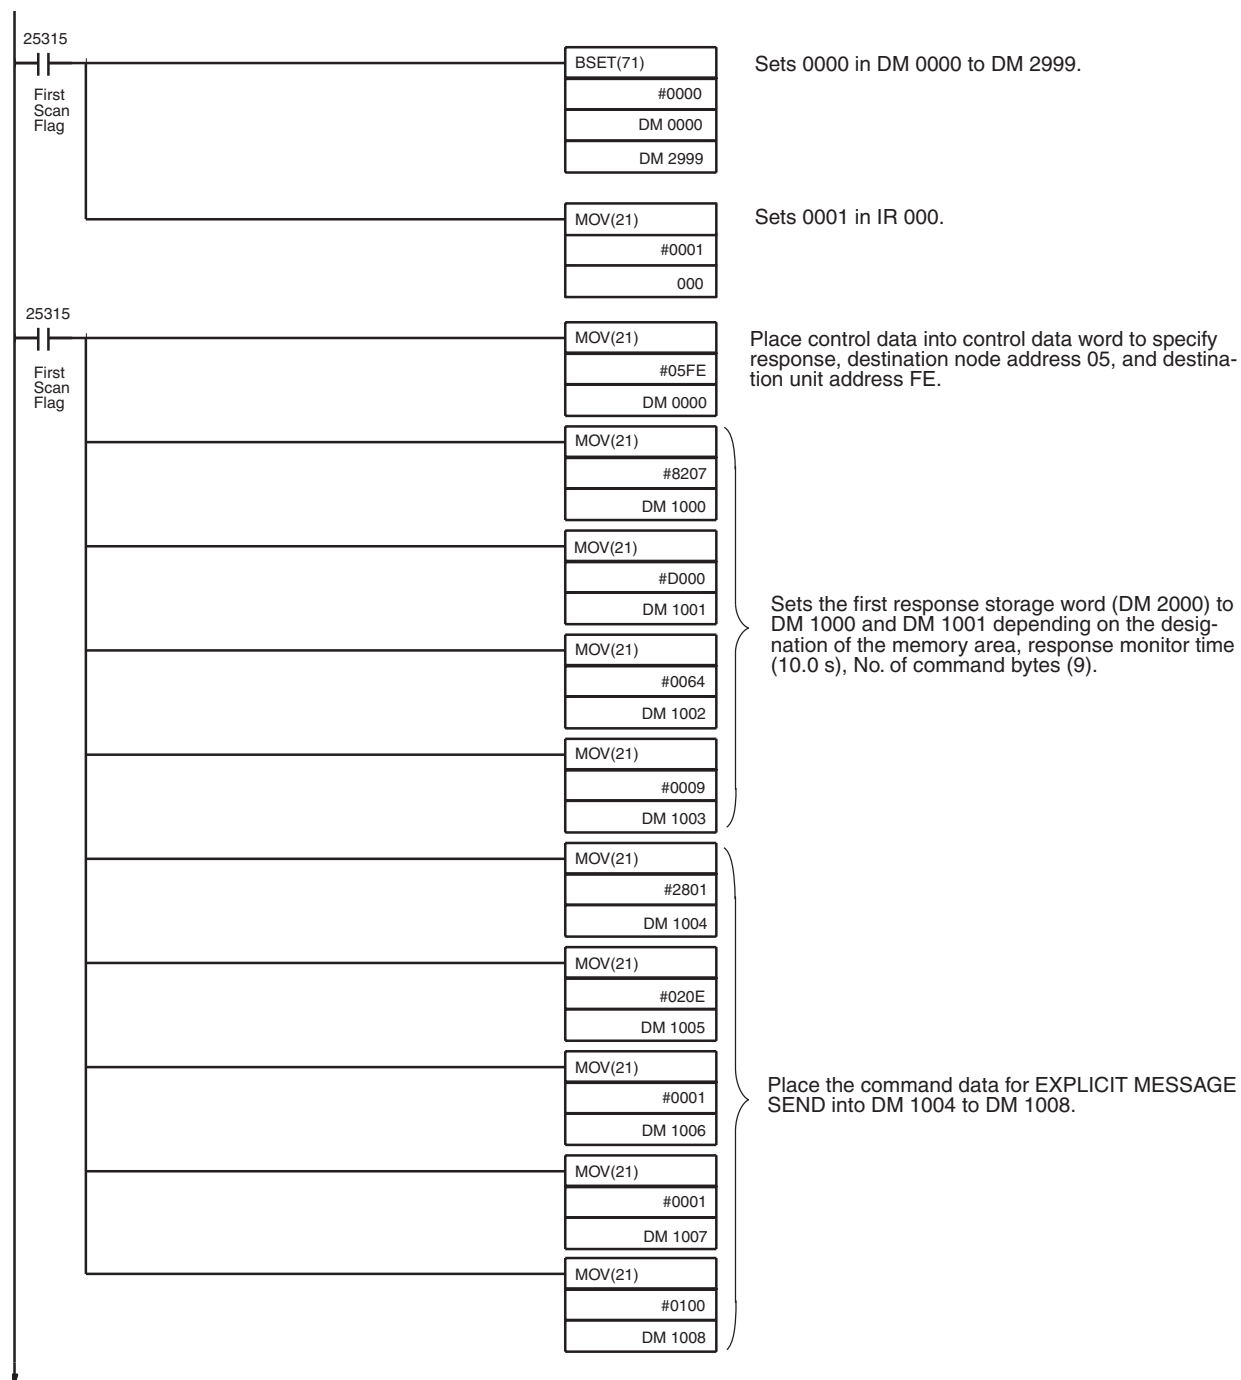 25315
First
Scan
Flag
BSET(71)
#0000
DM 0000
DM 2999
Sets 0000 in DM 0000 to DM 2999.
MOV(21)
#0001
000
Sets 0001 in IR 000.
25315
First
Scan
Flag
MOV(21)
#05FE
DM 0000
Place control data into control data word to specify
response, destination node address 05, and destina-
tion unit address FE.
MOV(21)
#8207
DM 1000
MOV(21)
#D000
DM 1001
MOV(21)
#0064
DM 1002
MOV(21)
#0009
DM 1003
Sets the first response storage word (DM 2000) to
DM 1000 and DM 1001 depending on the desig-
nation of the memory area, response monitor time
(10.0 s), No. of command bytes (9).
MOV(21)
#2801
DM 1004
MOV(21)
#020E
DM 1005
MOV(21)
#0001
DM 1006
MOV(21)
#0001
DM 1007
MOV(21)
#0100
DM 1008
Place the command data for EXPLICIT MESSAGE
SEND into DM 1004 to DM 1008.